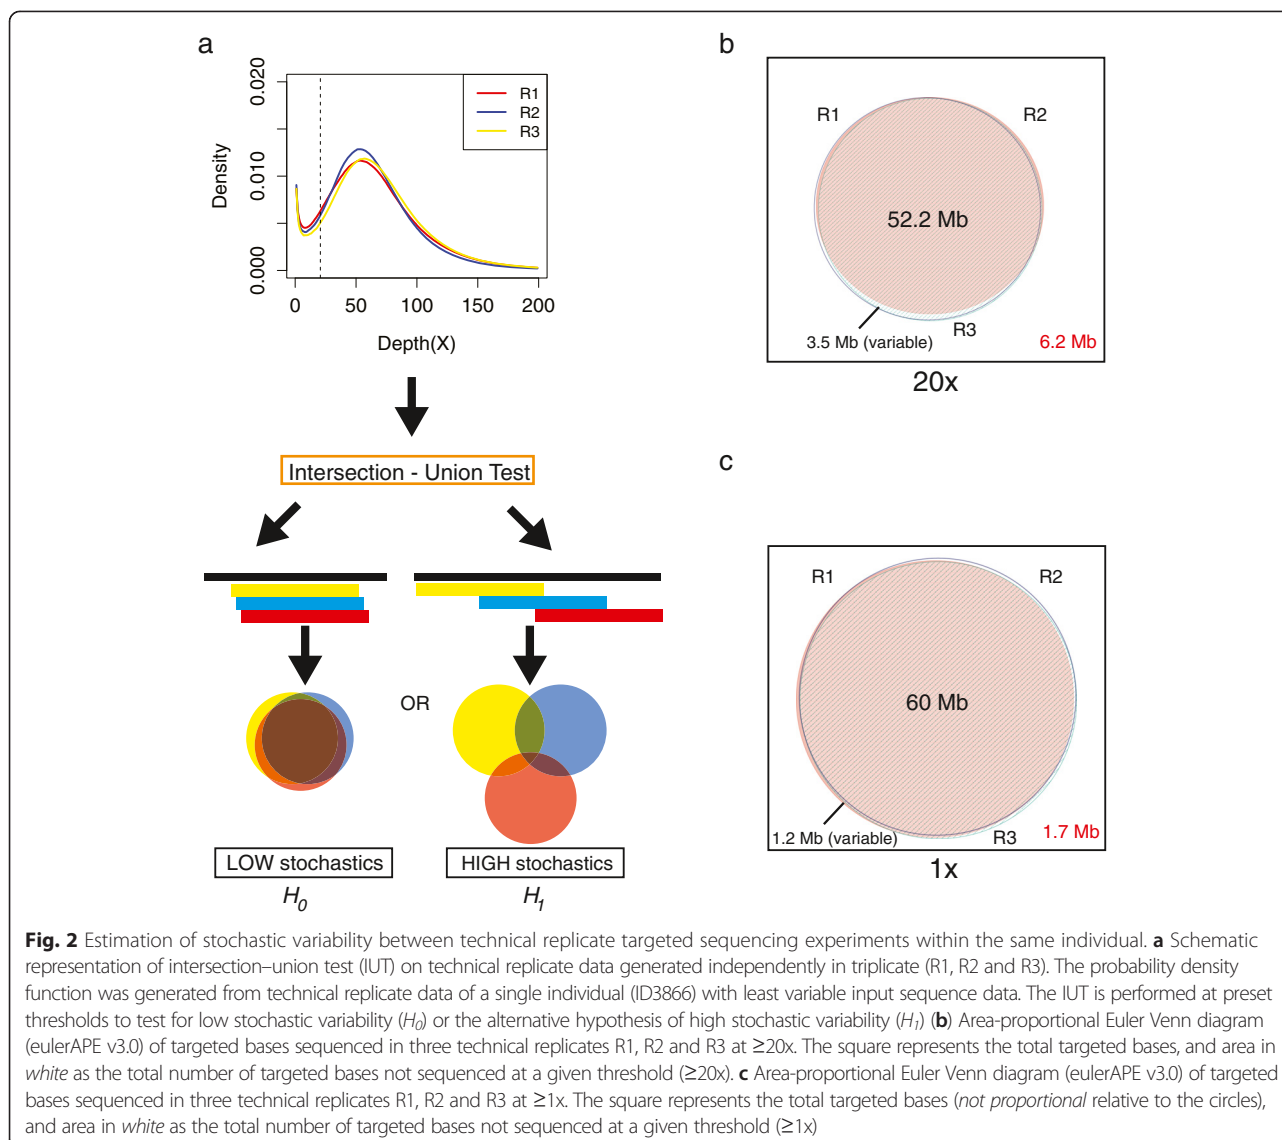 a
0.020
0.010
0.000
Density
R1
R2
R3
0
50
100
150
200
Depth(X)
Intersection - Union Test
OR
LOW stochastics
HIGH stochastics
H0
H1
b
R1
R2
52.2 Mb
R3
3.5 Mb (variable)
6.2 Mb
20x
c
R1
R2
60 Mb
1.2 Mb (variable)
R3
1.7 Mb
1x
Fig. 2 Estimation of stochastic variability between technical replicate targeted sequencing experiments within the same individual. a Schematic
representation of intersection–union test (IUT) on technical replicate data generated independently in triplicate (R1, R2 and R3). The probability density
function was generated from technical replicate data of a single individual (ID3866) with least variable input sequence data. The IUT is performed at preset
thresholds to test for low stochastic variability (H0) or the alternative hypothesis of high stochastic variability (H1) (b) Area-proportional Euler Venn diagram
(eulerAPE v3.0) of targeted bases sequenced in three technical replicates R1, R2 and R3 at ≥20x. The square represents the total targeted bases, and area in
white as the total number of targeted bases not sequenced at a given threshold (≥20x). c Area-proportional Euler Venn diagram (eulerAPE v3.0) of targeted
bases sequenced in three technical replicates R1, R2 and R3 at ≥1x. The square represents the total targeted bases (not proportional relative to the circles),
and area in white as the total number of targeted bases not sequenced at a given threshold (≥1x)